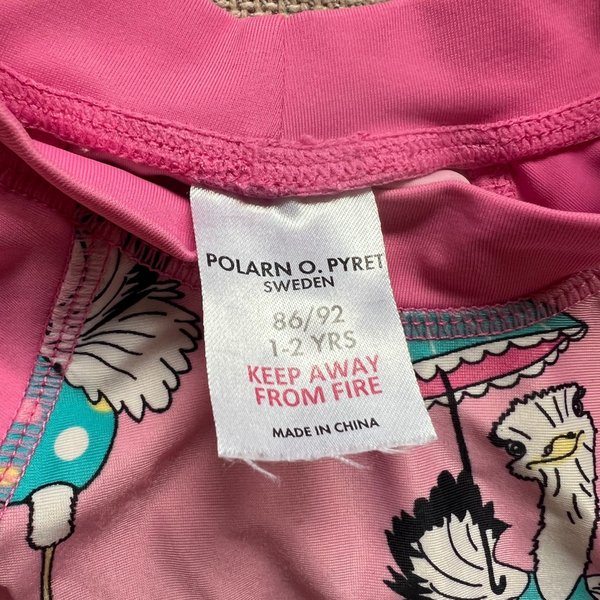 POLARN O. PYRET
SWEDEN
86/92
1-2 YRS
KEEP AWAY
FROM FIRE
MADE IN CHINA